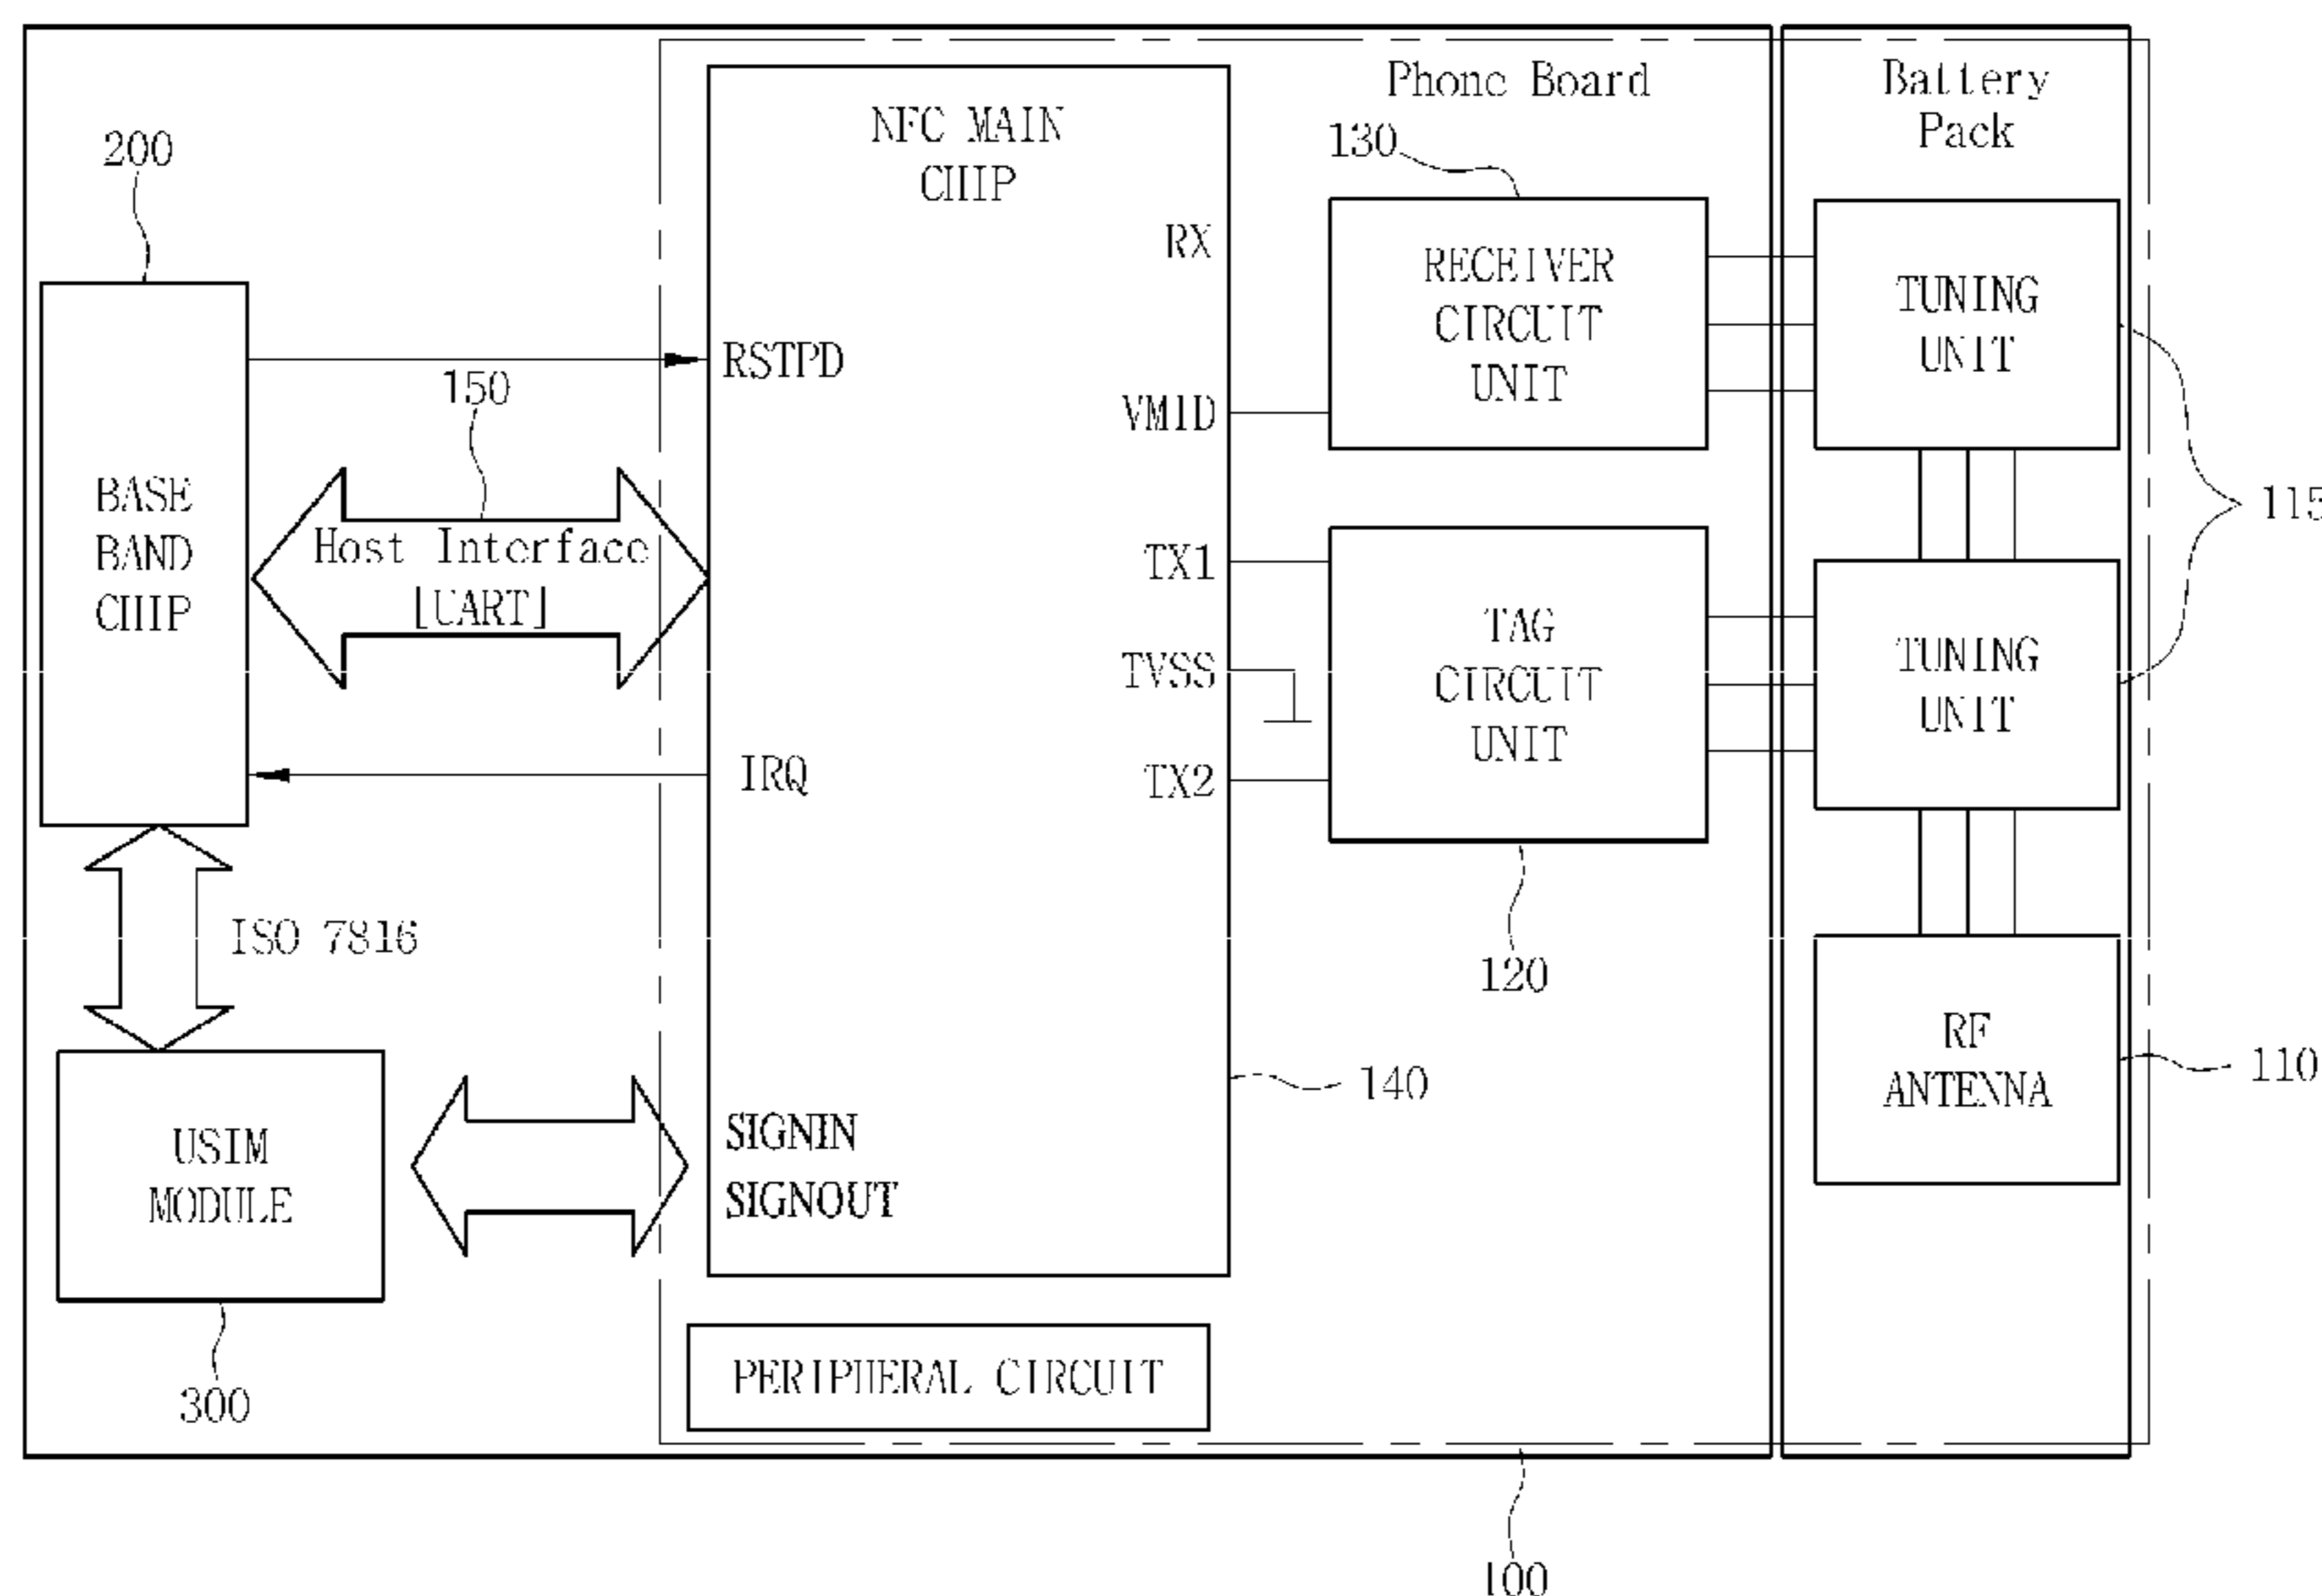 Phone Board
Battery
Pack
NFC MAIN
CHIP
200
130
RX
RECEIVER
CIRCUIT
UNIT
TUNING
UNIT
RSTPD
150
VMID
BASE
BAND
CHIP
Host Interface
[UART]
115
TX1
TVSS
TX2
TAG
CIRCUIT
UNIT
TUNING
UNIT
IRQ
ISO 7816
120
RF
ANTENNA
110
140
USIM
MODULE
SIGNIN
SIGNOUT
300
PERIPHERAL CIRCUIT
100